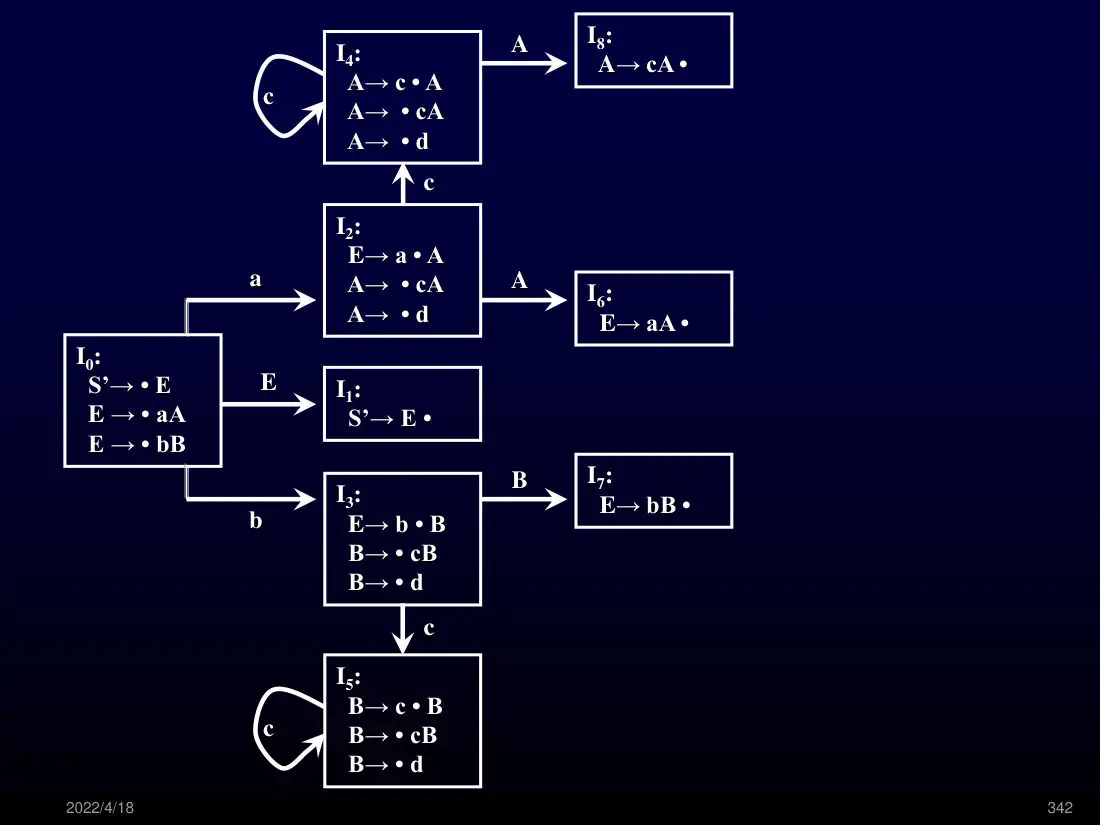 A
I8:
A→ cA •
I4:
A→ c • A
A→ • cA
A→ • d
c
c
I2:
E→ a • A
A→ • cA
A→ • d
a
A
I6:
E→ aA •
I0:
S’→ • E
E → • aA
E → • bB
E
I1:
S’→ E •
B
I7:
E→ bB •
b
I3:
E→ b • B
B→ • cB
B→ • d
c
I5:
B→ c • B
B→ • cB
B→ • d
c
2022/4/18
342